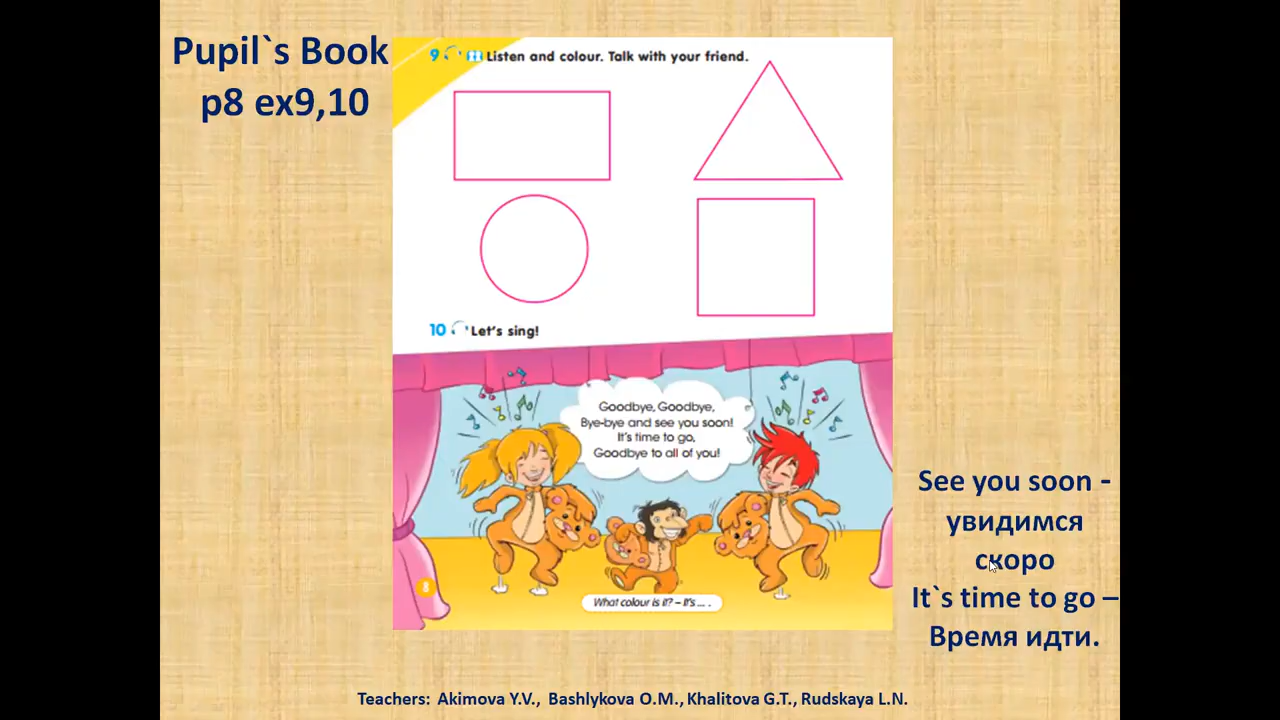 Pupil`s Book
p8 ex9,10
9 Listen and colour. Talk with your friend.
10 Let's sing!
Goodbye, Goodbye,
Bye-bye and see you soon!
It's time to go,
Goodbye to all of you!
8
What colour is it? – It's ... .
See you soon -
увидимся
скоро
It`s time to go –
Время идти.
Teachers: Akimova Y.V., Bashlykova O.M., Khalitova G.T., Rudskaya L.N.